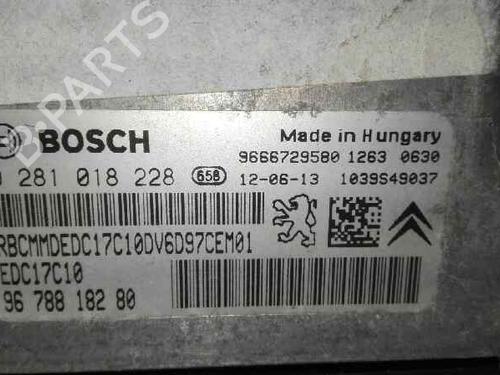 B-PARTS
BOSCH
Made in Hungary
9666729580 1263 0630
0 281 018 228 658 12-06-13 1039S49037
RBCMMDEDC17C10DV6D97CEM01
EDC17C10
96 788 182 80